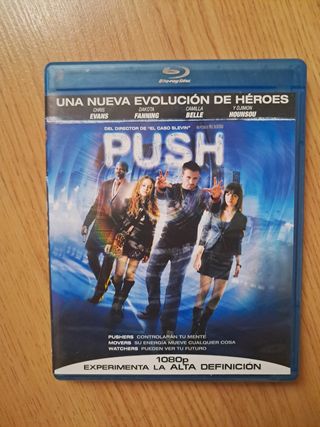 Blu-ray Disc
UNA NUEVA EVOLUCIÓN DE HÉROES
CHRIS EVANS
DAKOTA FANNING
CAMILLA BELLE
Y DJIMON HOUNSOU
DEL DIRECTOR DE "EL CASO SLEVIN"
PUSH
PUSHERS CONTROLARÁN TU MENTE
MOVERS SU ENERGÍA MUEVE CUALQUIER COSA
WATCHERS PUEDEN VER TU FUTURO
1080p
EXPERIMENTA LA ALTA DEFINICIÓN